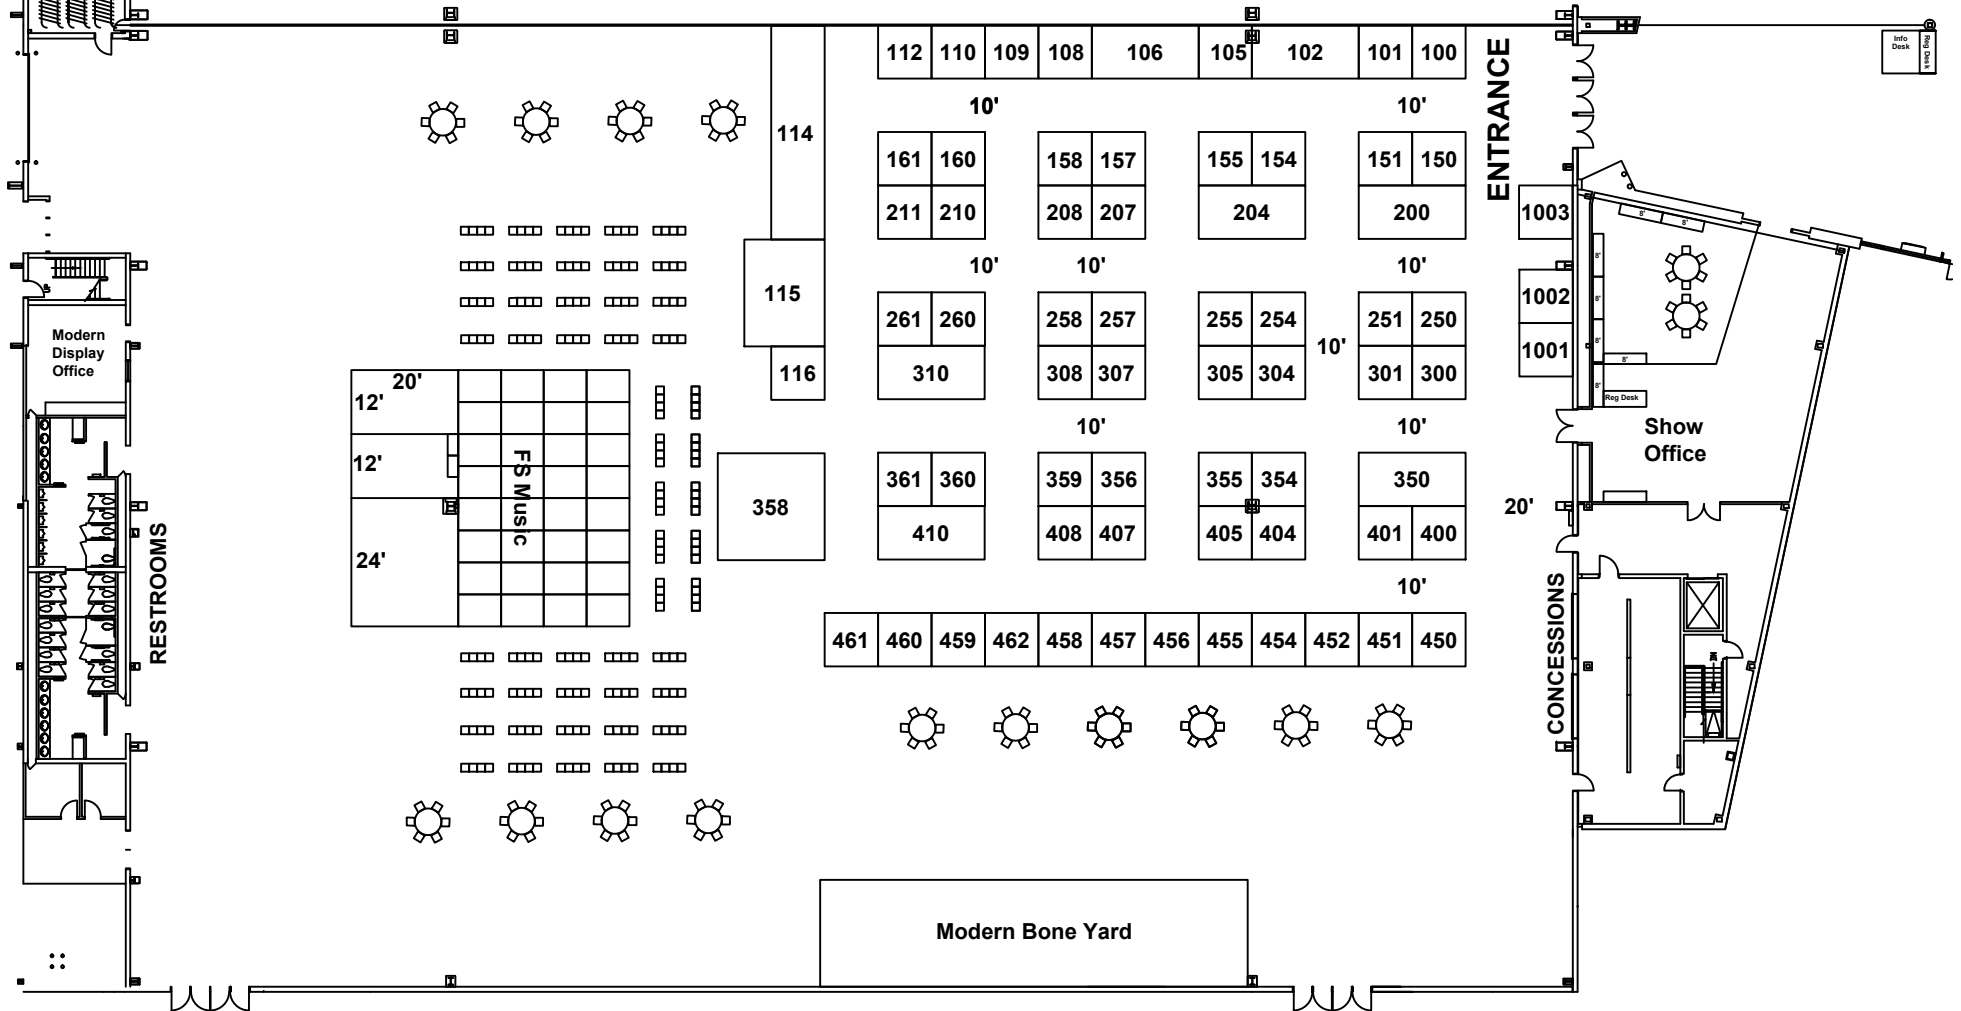 112 110 109 108 106 105 102 101 100
Info
Desk
Reg Desk
ENTRANCE
10' 10'
114
161 160 158 157 155 154 151 150
211 210 208 207 204 200 1003
8' 8'
10' 10' 10'
8'
115
1002
8'
261 260 258 257 255 254 251 250
Modern
Display
Office
UP
10'
1001
8'
8'
116 310 308 307 305 304 301 300
20'
12'
8'
Reg Desk
10' 10'
Show
Office
12'
FS Music
361 360 359 356 355 354 350
358
20'
24'
408 407 405 404 401 400
410
RESTROOMS
10'
CONCESSIONS
461 460 459 462 458 457 456 455 454 452 451 450
DN
Modern Bone Yard